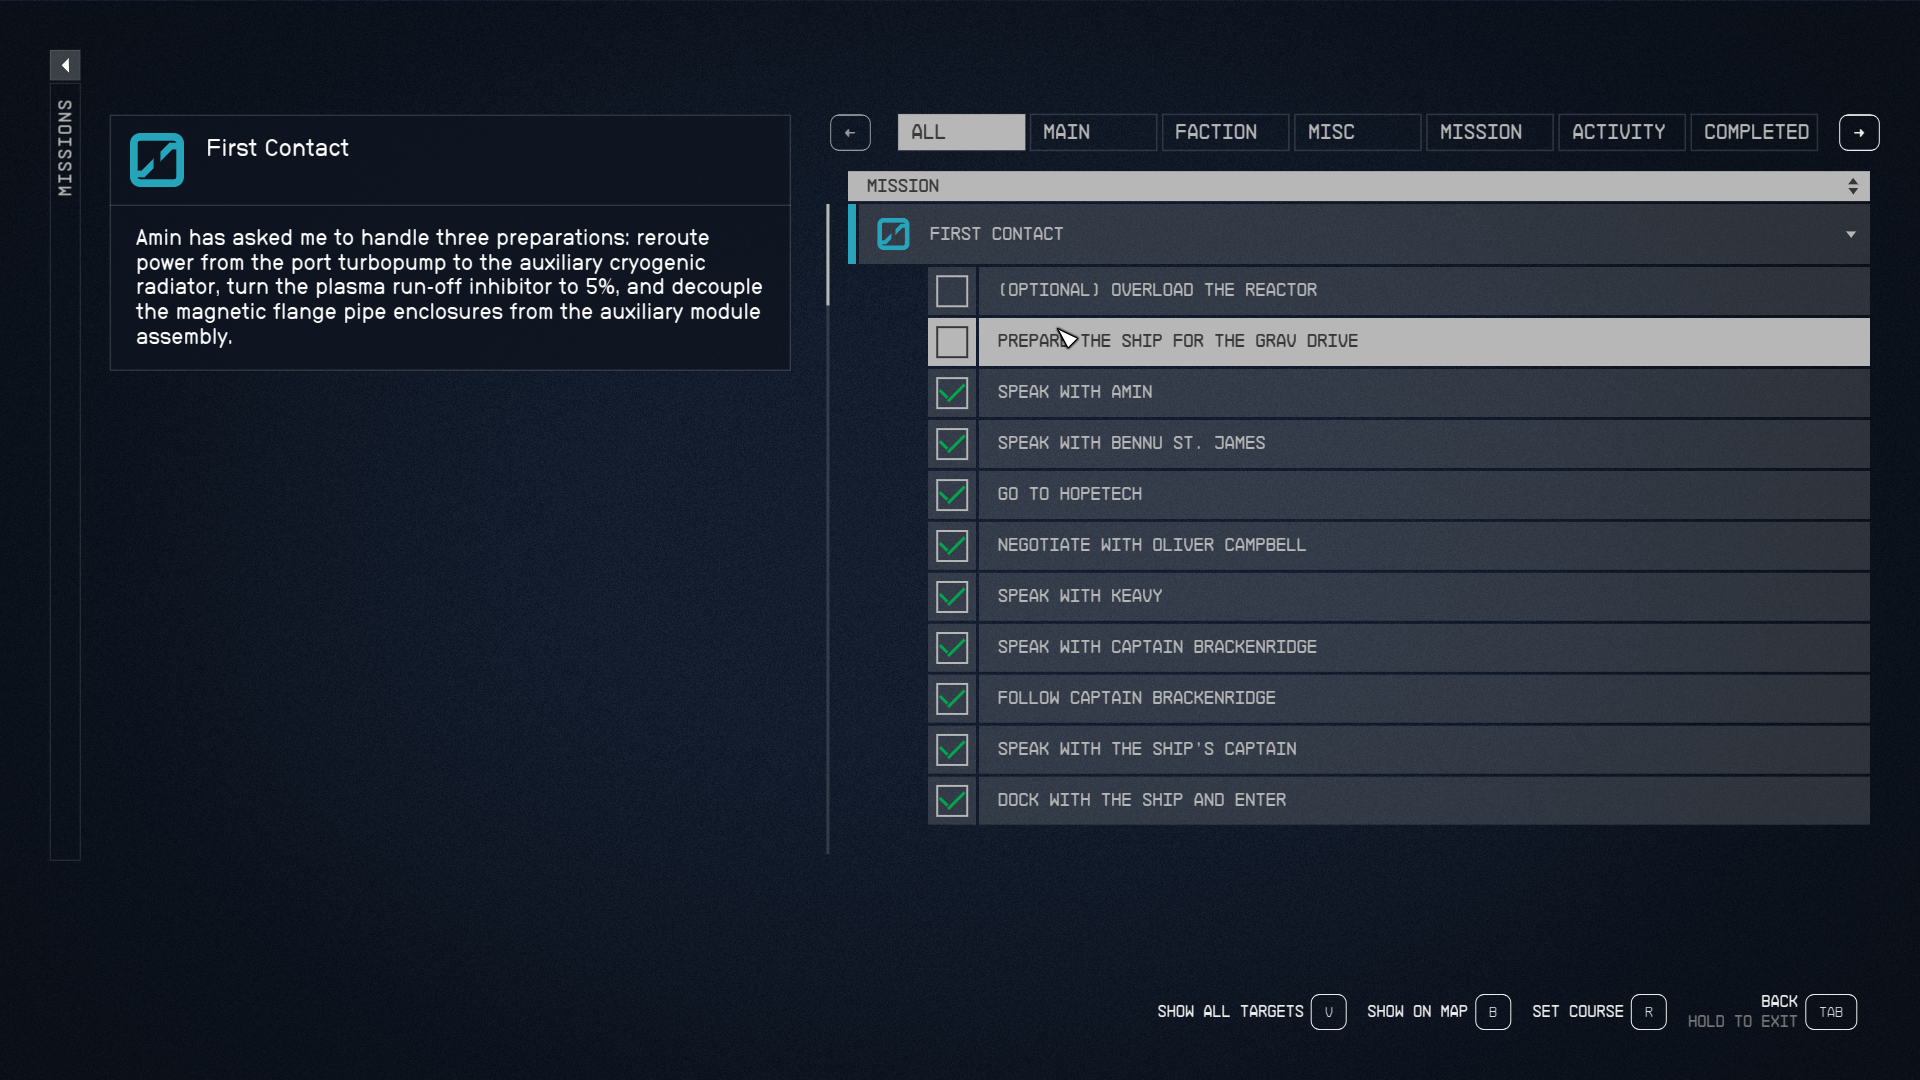 MISSIONS
First Contact
Amin has asked me to handle three preparations: reroute
power from the port turbopump to the auxiliary cryogenic
radiator, turn the plasma run-off inhibitor to 5%, and decouple
the magnetic flange pipe enclosures from the auxiliary module
assembly.
ALL MAIN FACTION MISC MISSION ACTIVITY COMPLETED
MISSION
FIRST CONTACT
(OPTIONAL) OVERLOAD THE REACTOR
PREPARE THE SHIP FOR THE GRAV DRIVE
SPEAK WITH AMIN
SPEAK WITH BENNU ST. JAMES
GO TO HOPETECH
NEGOTIATE WITH OLIVER CAMPBELL
SPEAK WITH KEAVY
SPEAK WITH CAPTAIN BRACKENRIDGE
FOLLOW CAPTAIN BRACKENRIDGE
SPEAK WITH THE SHIP'S CAPTAIN
DOCK WITH THE SHIP AND ENTER
SHOW ALL TARGETS V SHOW ON MAP B SET COURSE R BACK TAB
HOLD TO EXIT